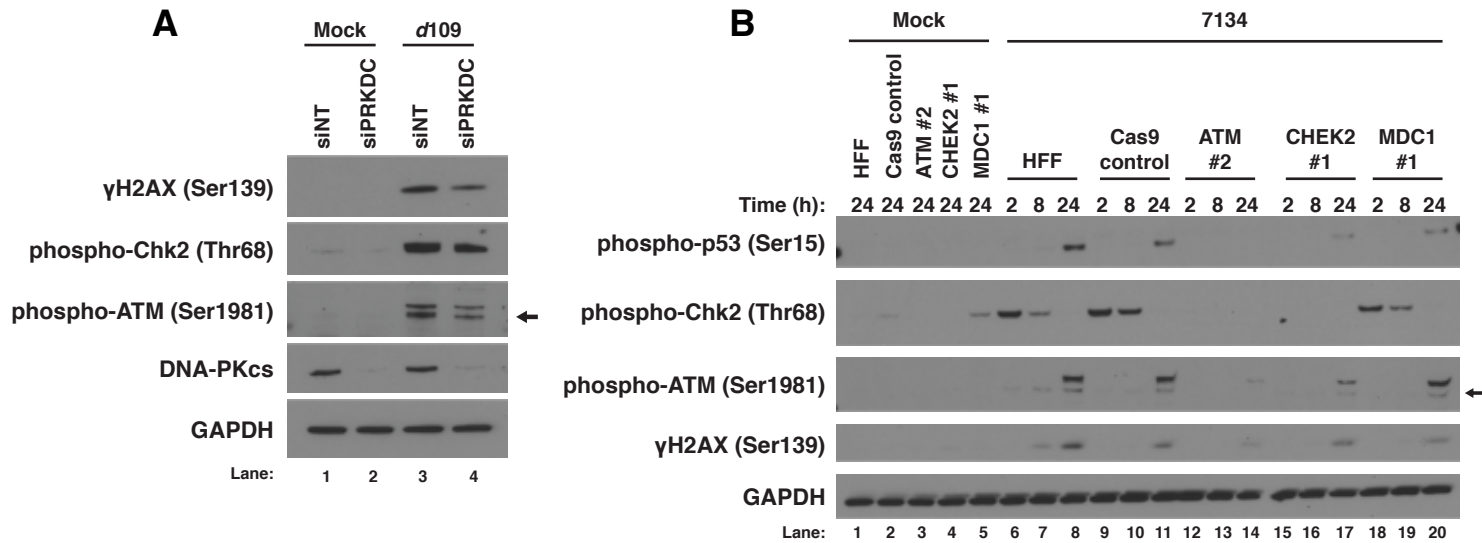 A
Mock d109
siNT siPRKDC siNT siPRKDC
γH2AX (Ser139)
phospho-Chk2 (Thr68)
phospho-ATM (Ser1981)
DNA-PKcs
GAPDH
Lane: 1 2 3 4
B
Mock 7134
HFF Cas9 control ATM #2 CHEK2 #1 MDC1 #1
HFF Cas9 control ATM #2 CHEK2 #1 MDC1 #1
Time (h): 24 24 24 24 24 2 8 24 2 8 24 2 8 24 2 8 24 2 8 24
phospho-p53 (Ser15)
phospho-Chk2 (Thr68)
phospho-ATM (Ser1981)
γH2AX (Ser139)
GAPDH
Lane: 1 2 3 4 5 6 7 8 9 10 11 12 13 14 15 16 17 18 19 20